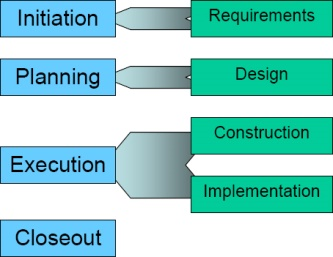 Initiation
Requirements
Planning
Design
Execution
Construction
Implementation
Closeout